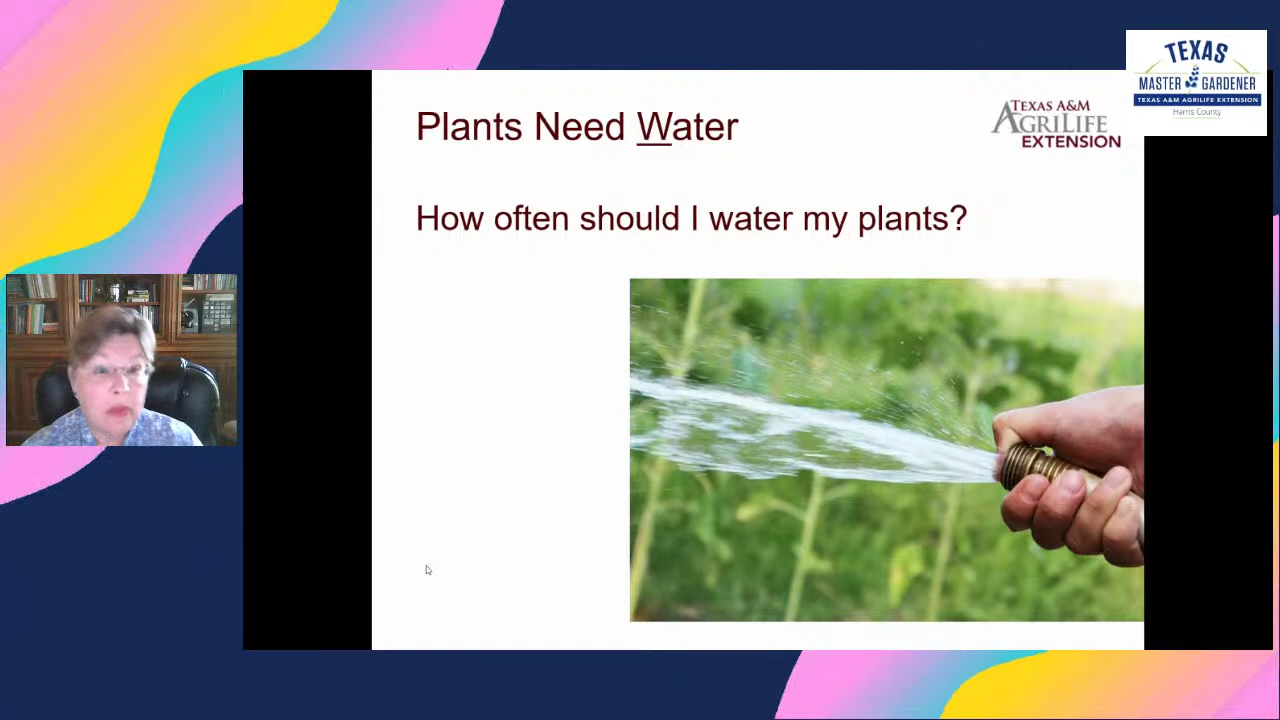 Plants Need Water
How often should I water my plants?
TEXAS A&M
AGRILIFE
EXTENSION
TEXAS
MASTER GARDENER
TEXAS A&M AGRILIFE EXTENSION
Harris County